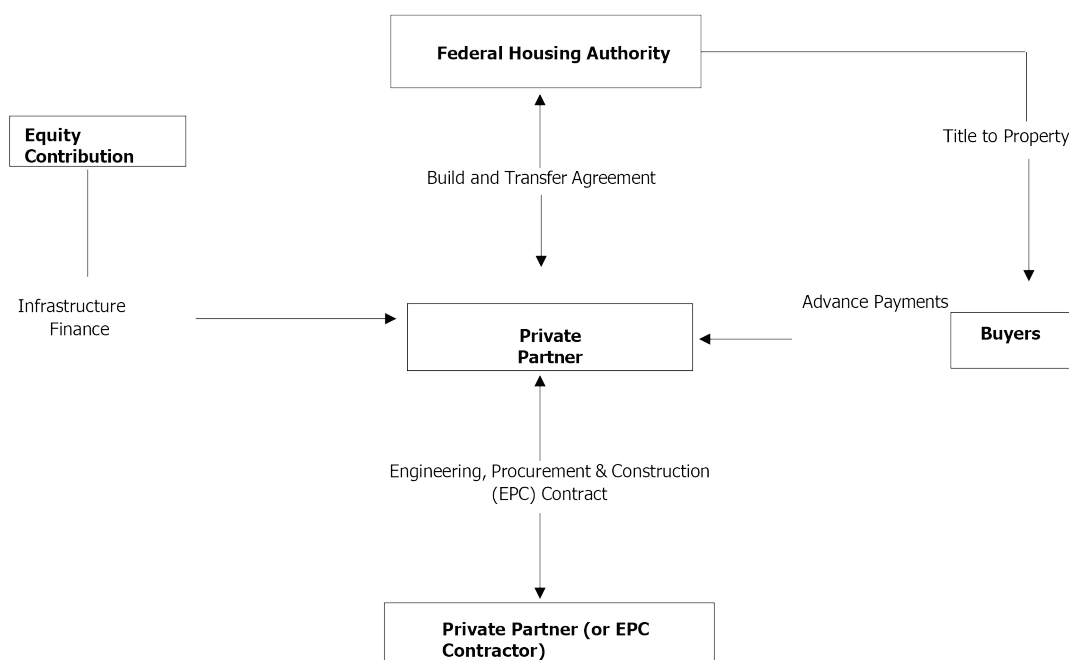 Federal Housing Authority
Equity
Contribution
Title to Property
Build and Transfer Agreement
Infrastructure
Finance
Advance Payments
Private
Partner
Buyers
Engineering, Procurement & Construction
(EPC) Contract
Private Partner (or EPC
Contractor)